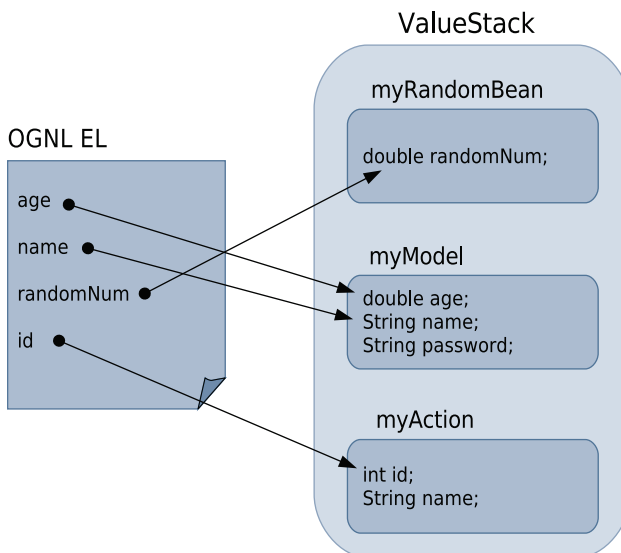 ValueStack
OGNL EL
age
name
randomNum
id
myRandomBean
double randomNum;
myModel
double age;
String name;
String password;
myAction
int id;
String name;